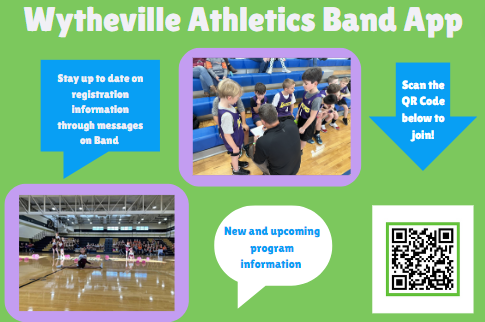 Wytheville Athletics Band App
Stay up to date on
registration
information
through messages
on Band
Scan the
QR Code
below to
join!
New and upcoming
program
information